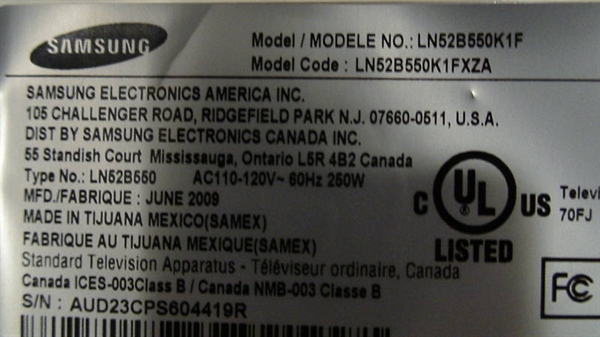 SAMSUNG
Model / MODELE NO.: LN52B550K1F
Model Code : LN52B550K1FXZA
SAMSUNG ELECTRONICS AMERICA INC.
105 CHALLENGER ROAD, RIDGEFIELD PARK N.J. 07660-0511, U.S.A.
DIST BY SAMSUNG ELECTRONICS CANADA INC.
55 Standish Court Mississauga, Ontario L5R 4B2 Canada
Type No.: LN52B550 AC110-120V~ 60Hz 250W
MFD./FABRIQUE : JUNE 2009
MADE IN TIJUANA MEXICO(SAMEX)
FABRIQUE AU TIJUANA MEXIQUE(SAMEX)
Standard Television Apparatus - Téléviseur ordinaire, Canada
Canada ICES-003Class B / Canada NMB-003 Classe B
S/N : AUD23CPS604419R
C UL US
®
LISTED
Televi
70FJ
FC